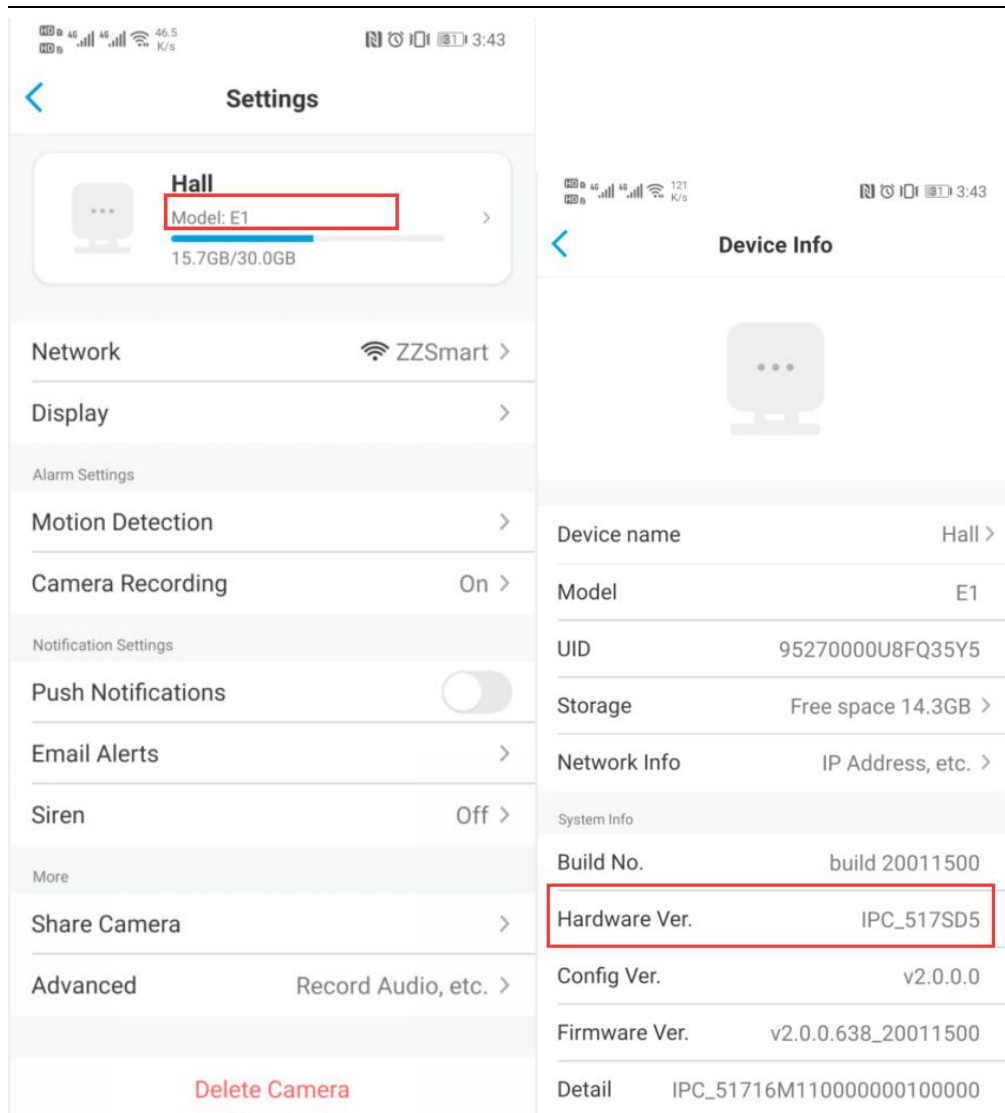 46.5
K/s
3:43
Settings
Hall
Model: E1
15.7GB/30.0GB
Network ZZSmart
Display
Alarm Settings
Motion Detection
Camera Recording On
Notification Settings
Push Notifications
Email Alerts
Siren Off
More
Share Camera
Advanced Record Audio, etc.
Delete Camera
121
K/s
3:43
Device Info
Device name Hall
Model E1
UID 95270000U8FQ35Y5
Storage Free space 14.3GB
Network Info IP Address, etc.
System Info
Build No. build 20011500
Hardware Ver. IPC_517SD5
Config Ver. v2.0.0.0
Firmware Ver. v2.0.0.638_20011500
Detail IPC_51716M110000000100000